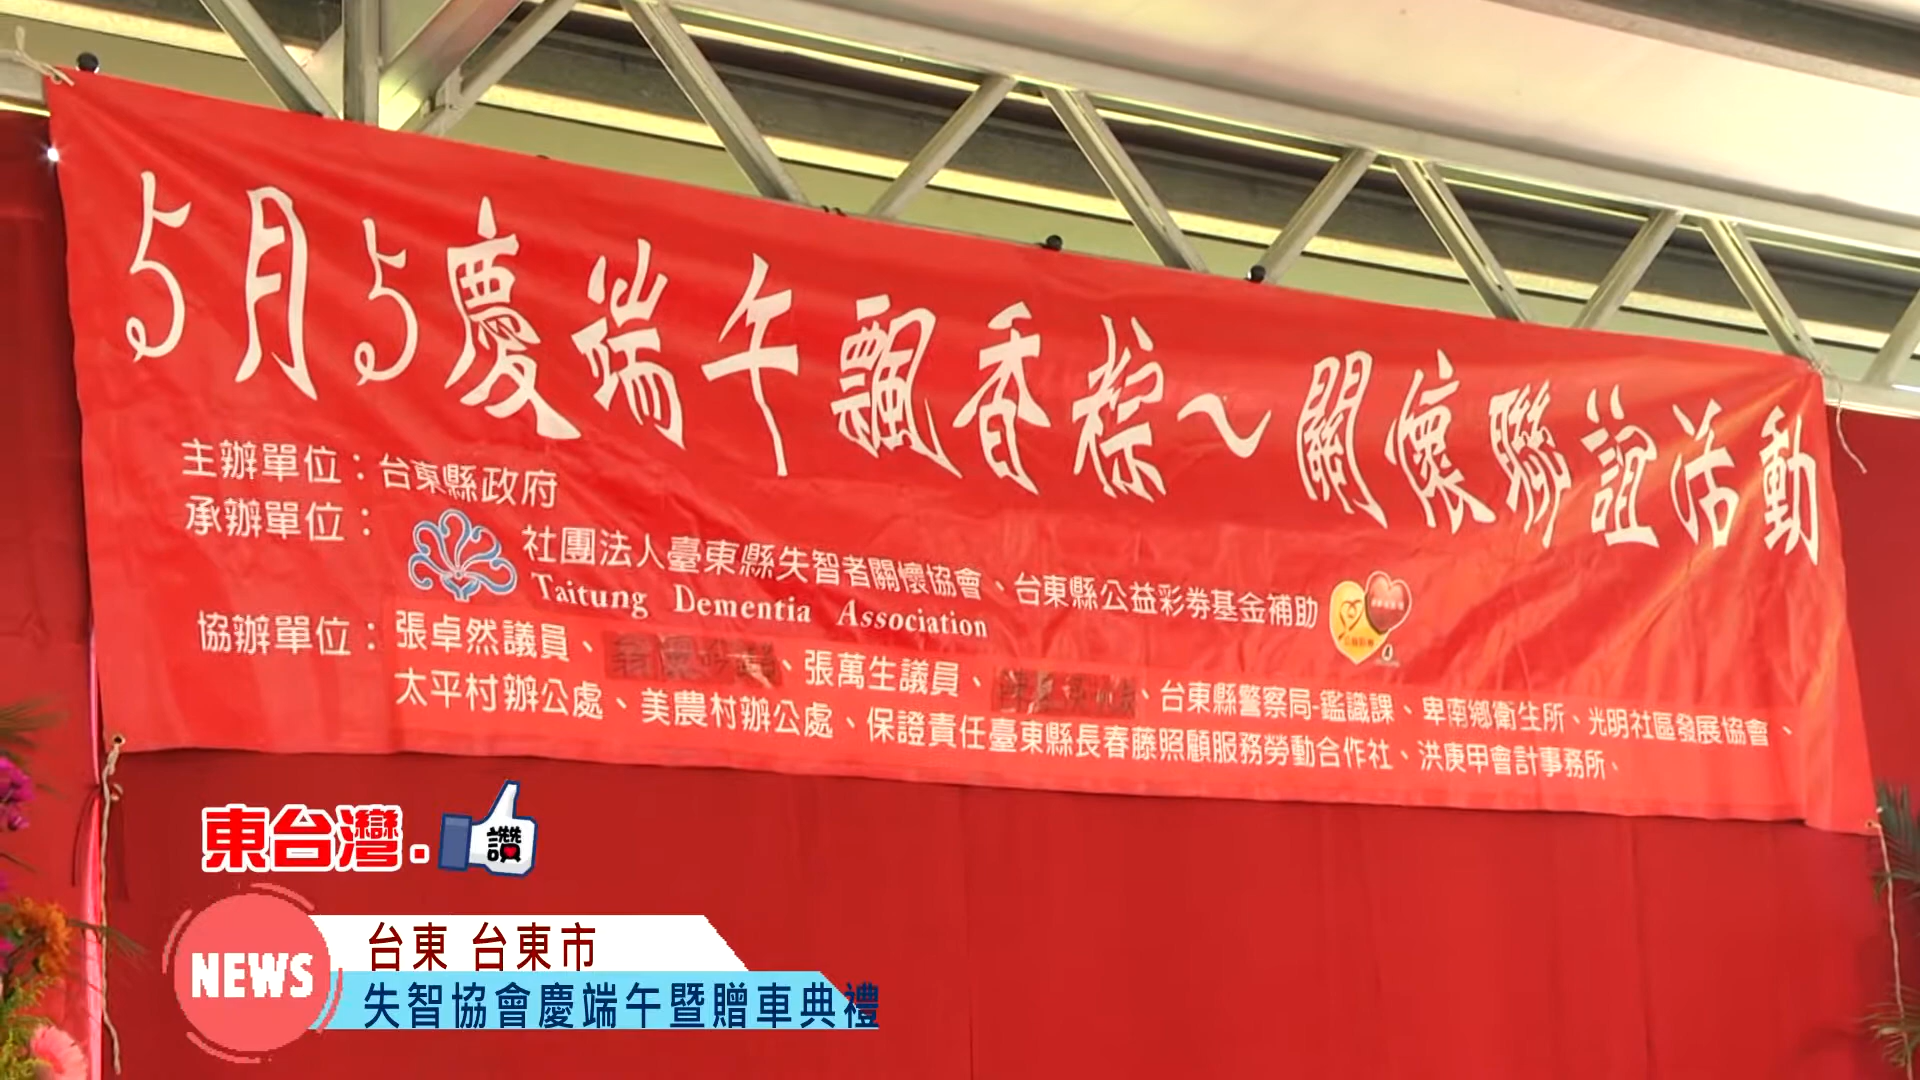 5月5慶端午飄香粽～關懷聯誼活動
主辦單位：台東縣政府
承辦單位：社團法人臺東縣失智者關懷協會、台東縣公益彩券基金補助
Taitung Dementia Association
協辦單位：張卓然議員、、張萬生議員、、台東縣警察局-鑑識課、卑南鄉衛生所、光明社區發展協會、
太平村辦公處、美農村辦公處、保證責任臺東縣長春藤照顧服務勞動合作社、洪庚甲會計事務所、
東台灣.讚
NEWS
台東 台東市
失智協會慶端午暨贈車典禮